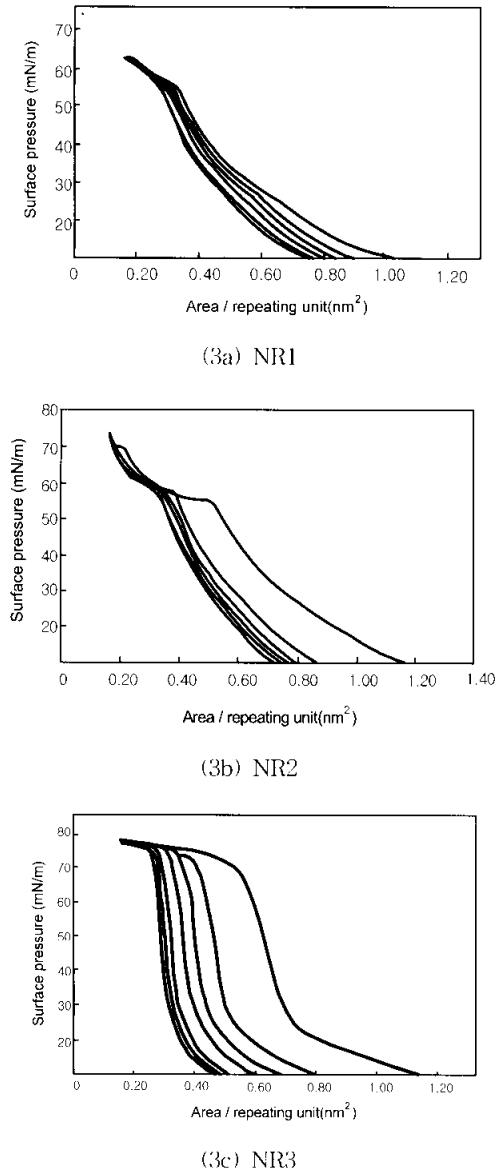 70
60
50
40
30
20
Surface pressure (mN/m)
0 0.20 0.40 0.60 0.80 1.00 1.20
Area / repeating unit(nm²)
(3a) NR1
80
70
60
50
40
30
20
Surface pressure (mN/m)
0 0.20 0.40 0.60 0.80 1.00 1.20 1.40
Area / repeating unit(nm²)
(3b) NR2
80
70
60
50
40
30
20
Surface pressure (mN/m)
0 0.20 0.40 0.60 0.80 1.00 1.20
Area / repeating unit(nm²)
(3c) NR3